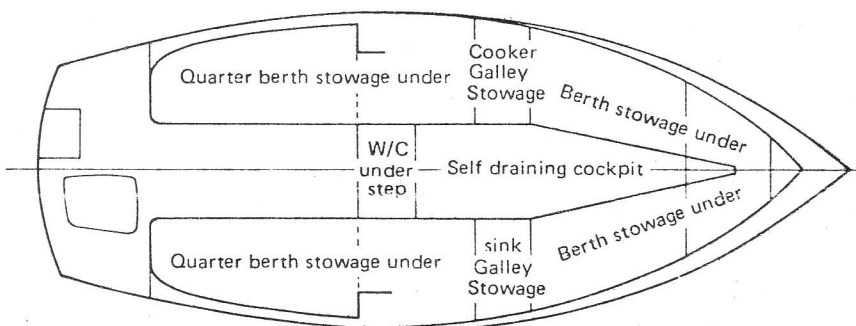 Quarter berth stowage under
Cooker
Galley
Stowage
Berth stowage under
W/C
under
step
Self draining cockpit
Quarter berth stowage under
sink
Galley
Stowage
Berth stowage under